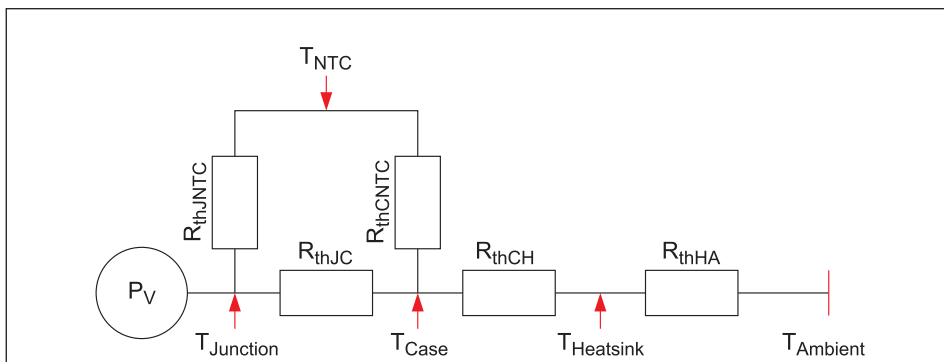 T_NTC
R_thJNTC
R_thCNTC
P_V
R_thJC
R_thCH
R_thHA
T_Junction
T_Case
T_Heatsink
T_Ambient